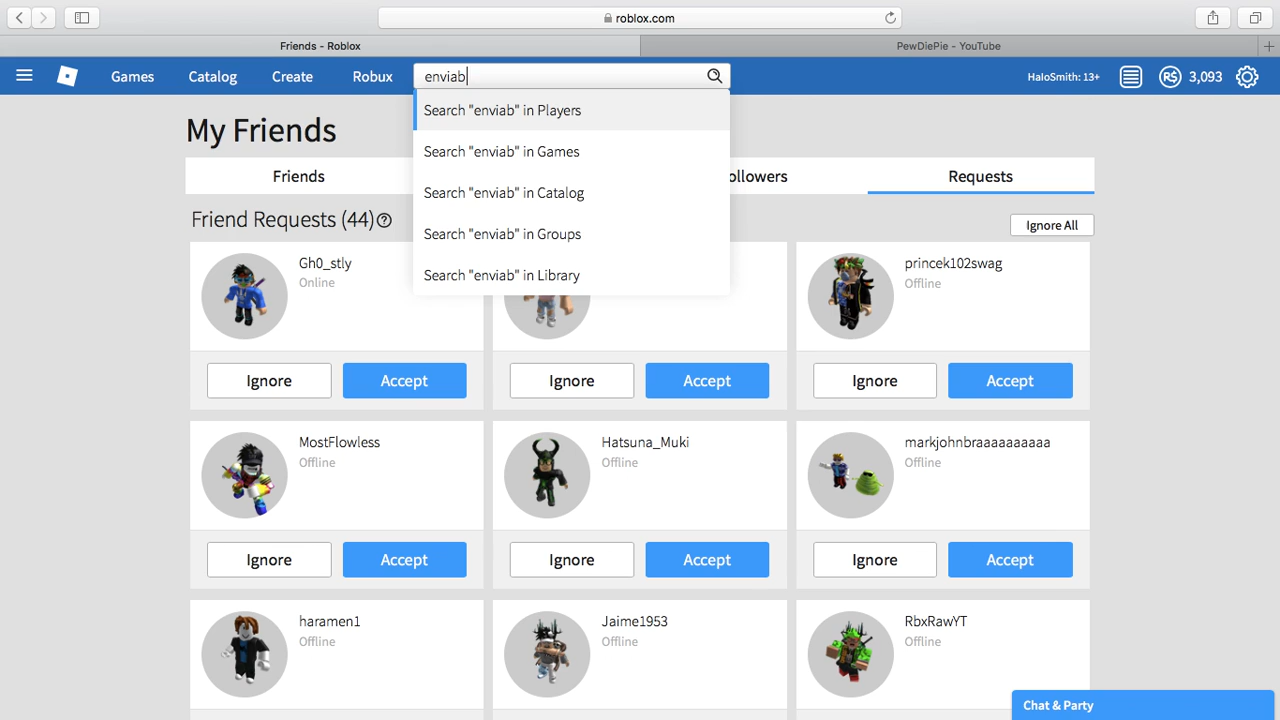 roblox.com
Friends - Roblox
PewDiePie - YouTube
Games
Catalog
Create
Robux
enviab
HaloSmith: 13+
R$
3,093
Search "enviab" in Players
Search "enviab" in Games
Search "enviab" in Catalog
Search "enviab" in Groups
Search "enviab" in Library
My Friends
Friends
ollowers
Requests
Friend Requests (44)
Ignore All
Gh0_stly
Online
princek102swag
Offline
Ignore
Accept
Ignore
Accept
Ignore
Accept
MostFlowless
Offline
Hatsuna_Muki
Offline
markjohnbraaaaaaaaaa
Offline
Ignore
Accept
Ignore
Accept
Ignore
Accept
haramen1
Offline
Jaime1953
Offline
RbxRawYT
Offline
Chat & Party